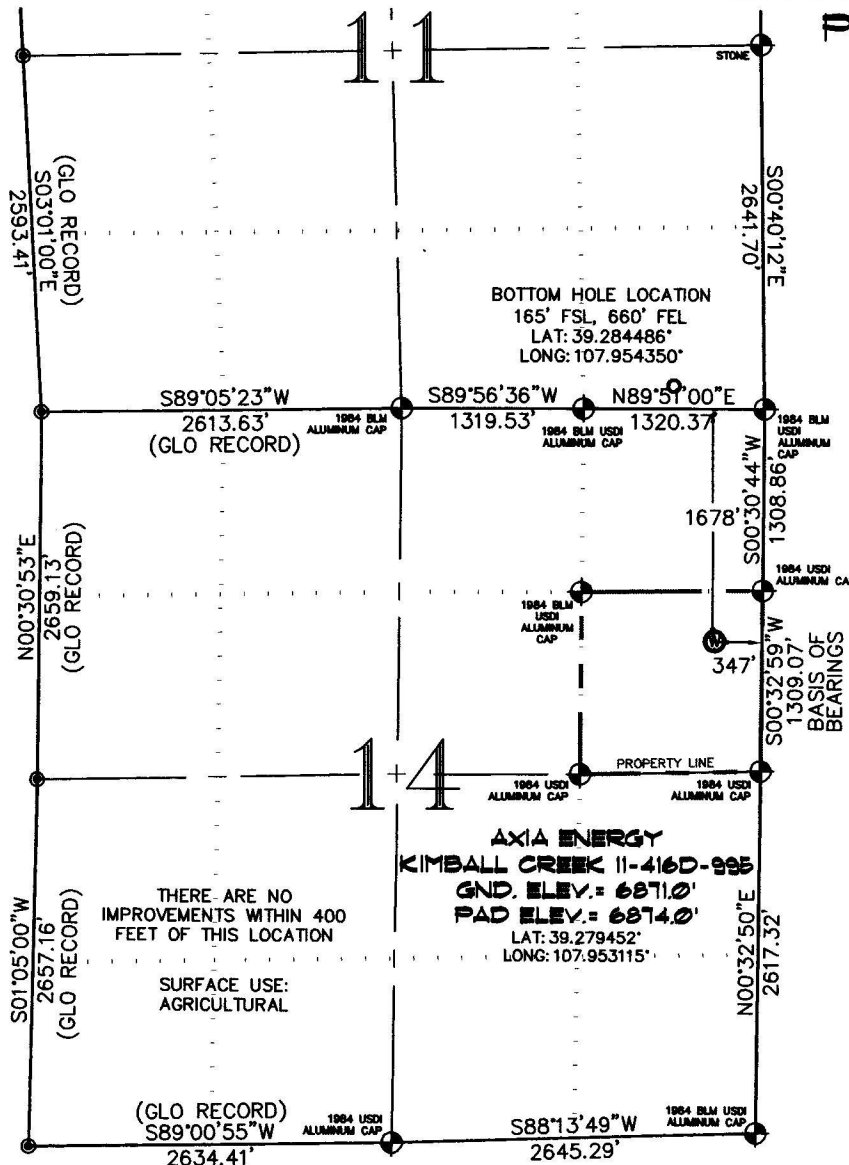 11
STONE
(GLO RECORD)
S03°01'00"E
2593.41'
S00°40'12"E
2641.70'
BOTTOM HOLE LOCATION
165' FSL, 660' FEL
LAT: 39.284486°
LONG: 107.954350°
S89°05'23"W
2613.63'
(GLO RECORD)
1984 BLM
ALUMINUM CAP
S89°56'36"W
1319.53'
1984 BLM USDI
ALUMINUM CAP
N89°51'00"E
1320.37'
1984 BLM
USDI
ALUMINUM
CAP
S00°30'44"W
1308.86'
1678'
N00°30'53"E
2659.13'
(GLO RECORD)
1984 BLM
USDI
ALUMINUM
CAP
1984 USDI
ALUMINUM CA
W
347'
S00°32'59"W
1309.07'
BASIS OF
BEARINGS
PROPERTY LINE
14
1984 USDI
ALUMINUM CAP
1984 USDI
ALUMINUM CAP
AXIA ENERGY
KIMBALL CREEK 11-416D-995
GND. ELEV.= 6871.0'
PAD ELEV.= 6874.0'
LAT: 39.279452°
LONG: 107.953115°
THERE ARE NO
IMPROVEMENTS WITHIN 400
FEET OF THIS LOCATION
SURFACE USE:
AGRICULTURAL
S01°05'00"W
2657.16'
(GLO RECORD)
N00°32'50"E
2617.32'
(GLO RECORD)
S89°00'55"W
2634.41'
1984 USDI
ALUMINUM CAP
S88°13'49"W
2645.29'
1984 BLM USDI
ALUMINUM CAP